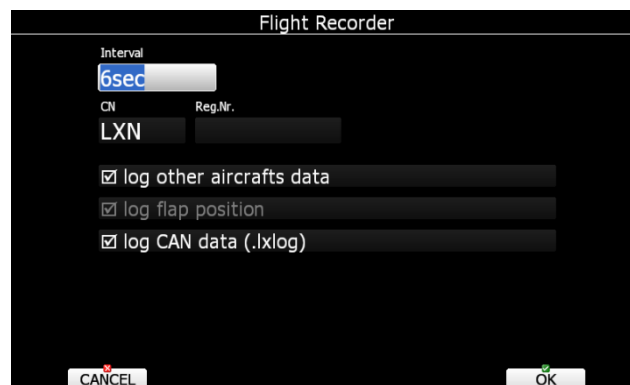 Flight Recorder
Interval
6sec
CN Reg.Nr.
LXN
log other aircrafts data
log flap position
log CAN data (.lxlog)
CANCEL OK